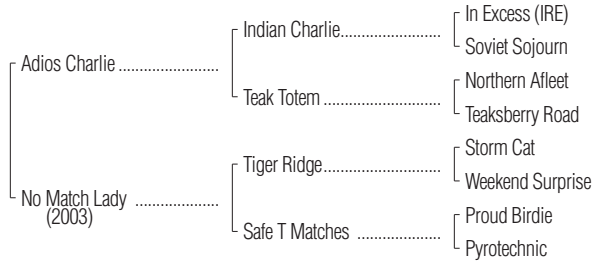 In Excess (IRE)
Indian Charlie....................
Soviet Sojourn
Adios Charlie ....................
Northern Afleet
Teak Totem .......................
Teaksberry Road
Storm Cat
Tiger Ridge.......................
Weekend Surprise
No Match Lady ................
(2003)
Proud Birdie
Safe T Matches ................
Pyrotechnic